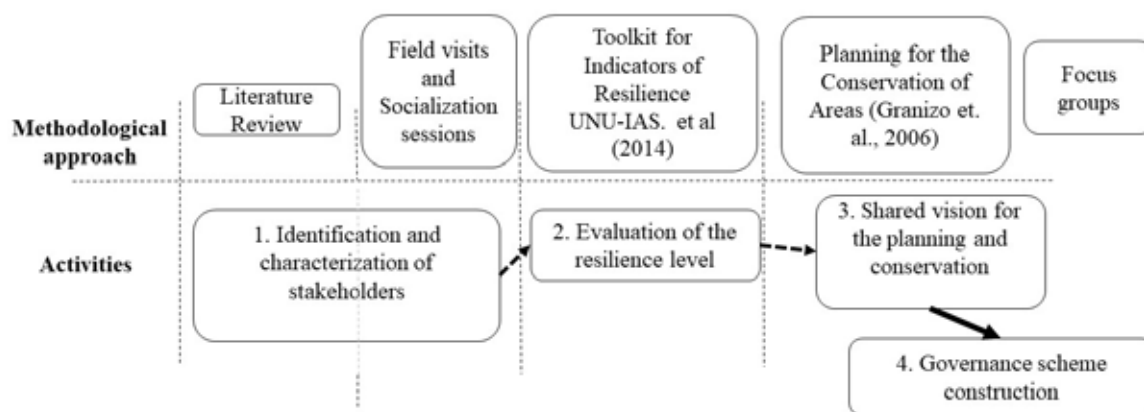 Methodological
approach
Literature
Review
Field visits
and
Socialization
sessions
Toolkit for
Indicators of
Resilience
UNU-IAS. et al
(2014)
Planning for the
Conservation of
Areas (Granizo et.
al., 2006)
Focus
groups
Activities
1. Identification and
characterization of
stakeholders
2. Evaluation of the
resilience level
3. Shared vision for
the planning and
conservation
4. Governance scheme
construction